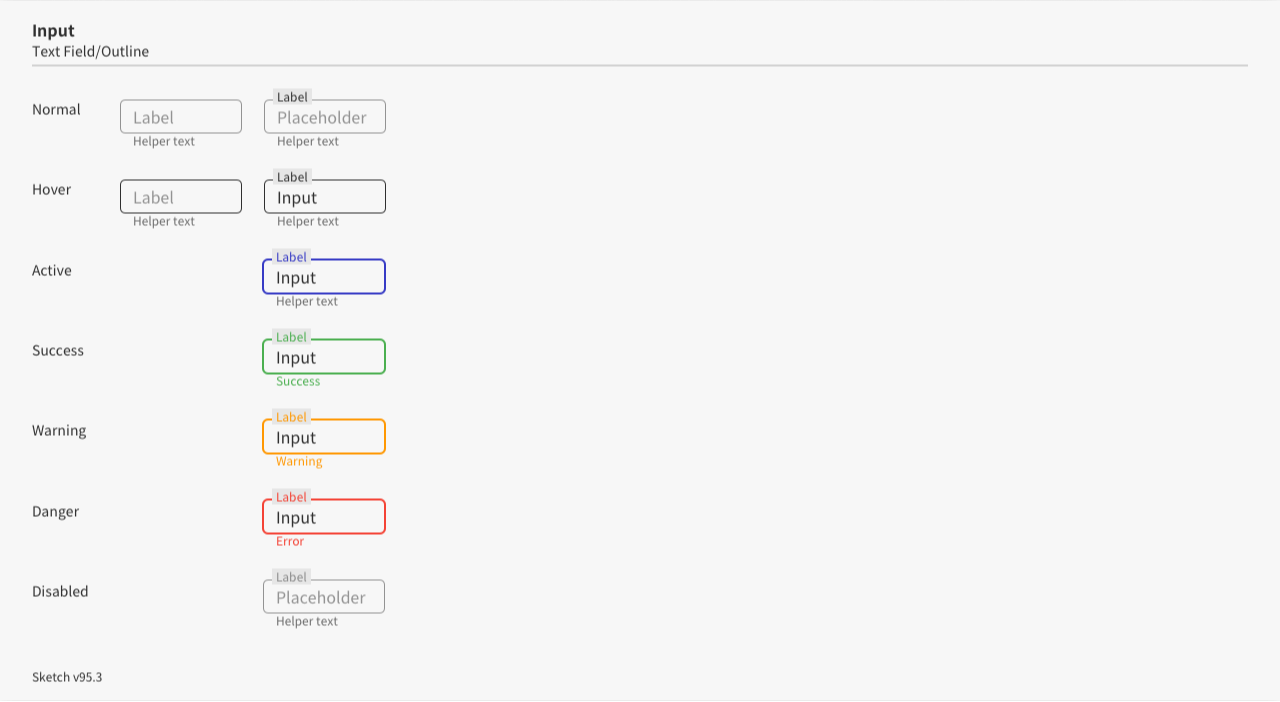 Input
Text Field/Outline
Normal
Label
Helper text
Label
Placeholder
Helper text
Hover
Label
Helper text
Label
Input
Helper text
Active
Label
Input
Helper text
Success
Label
Input
Success
Warning
Label
Input
Warning
Danger
Label
Input
Error
Disabled
Label
Placeholder
Helper text
Sketch v95.3